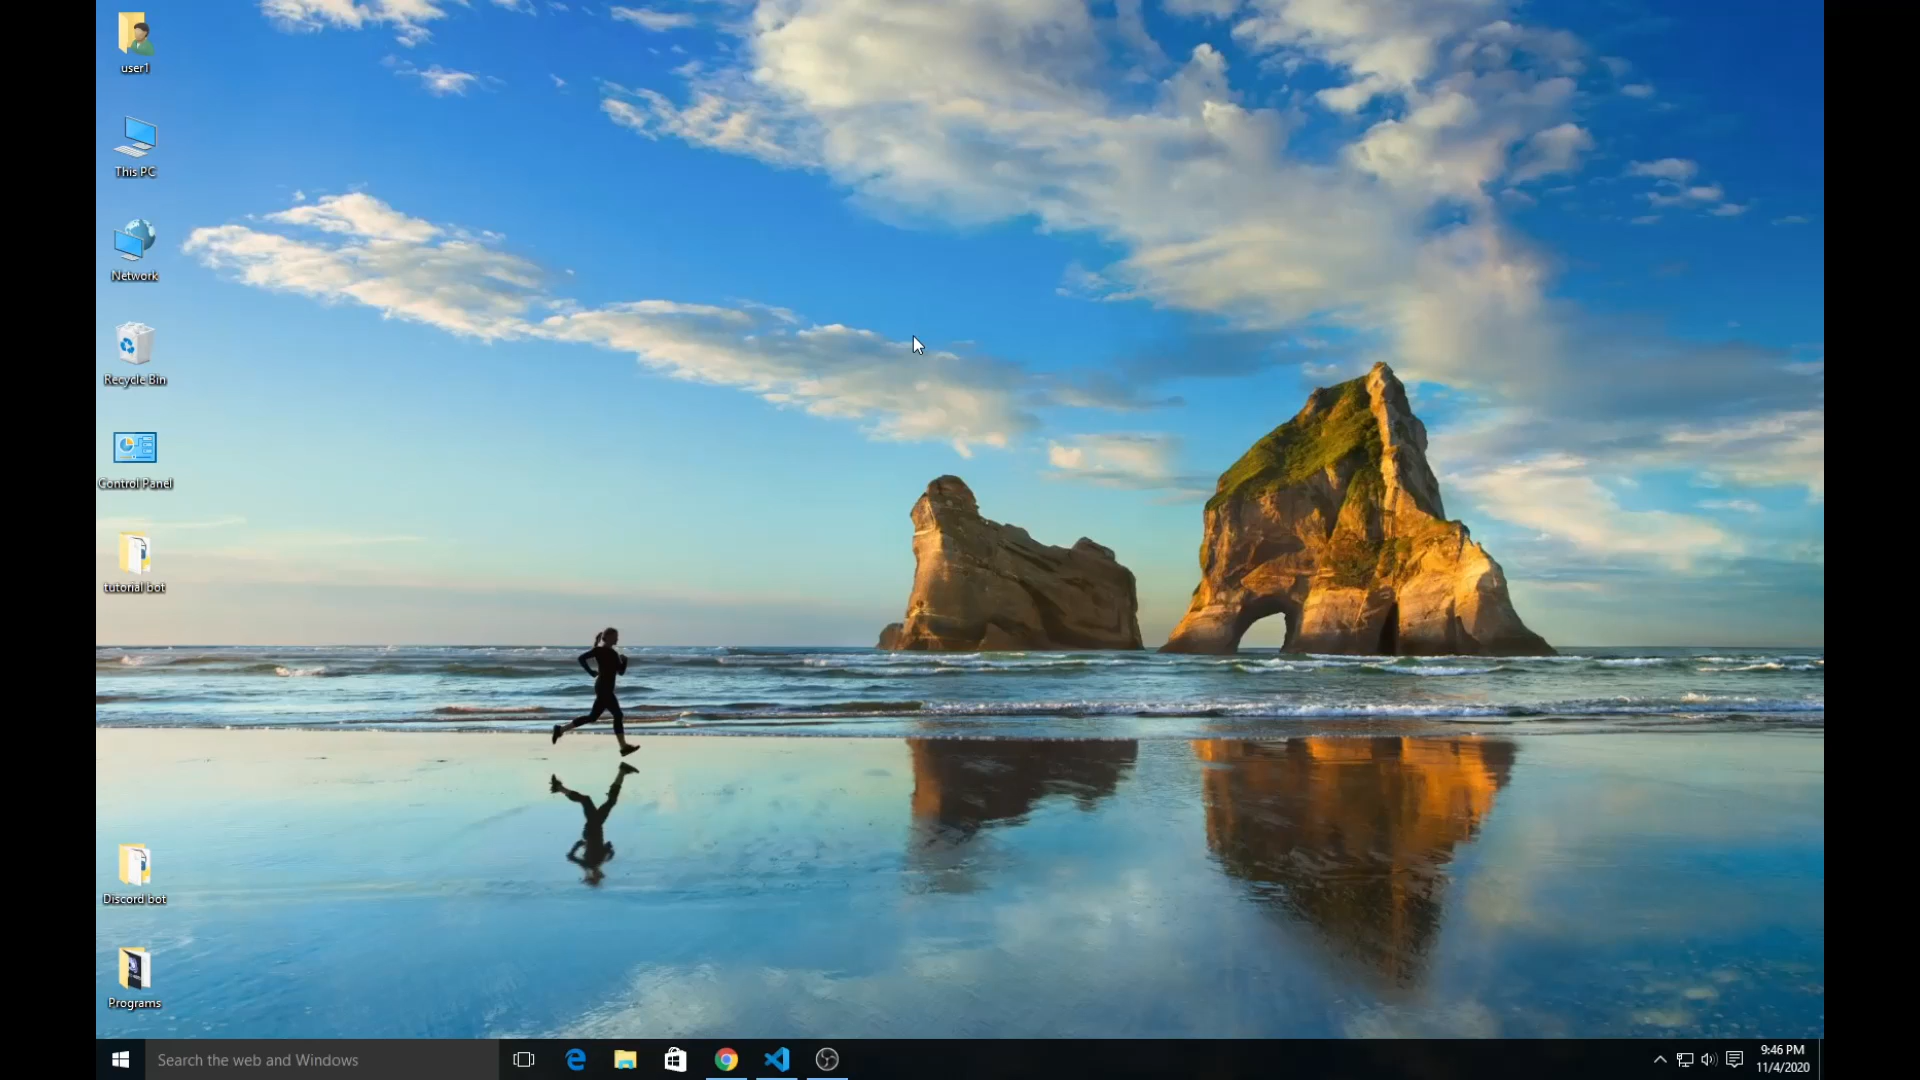 user1
This PC
Network
Recycle Bin
Control Panel
tutorial bot
Discord bot
Programs
Search the web and Windows
9:46 PM
11/4/2020